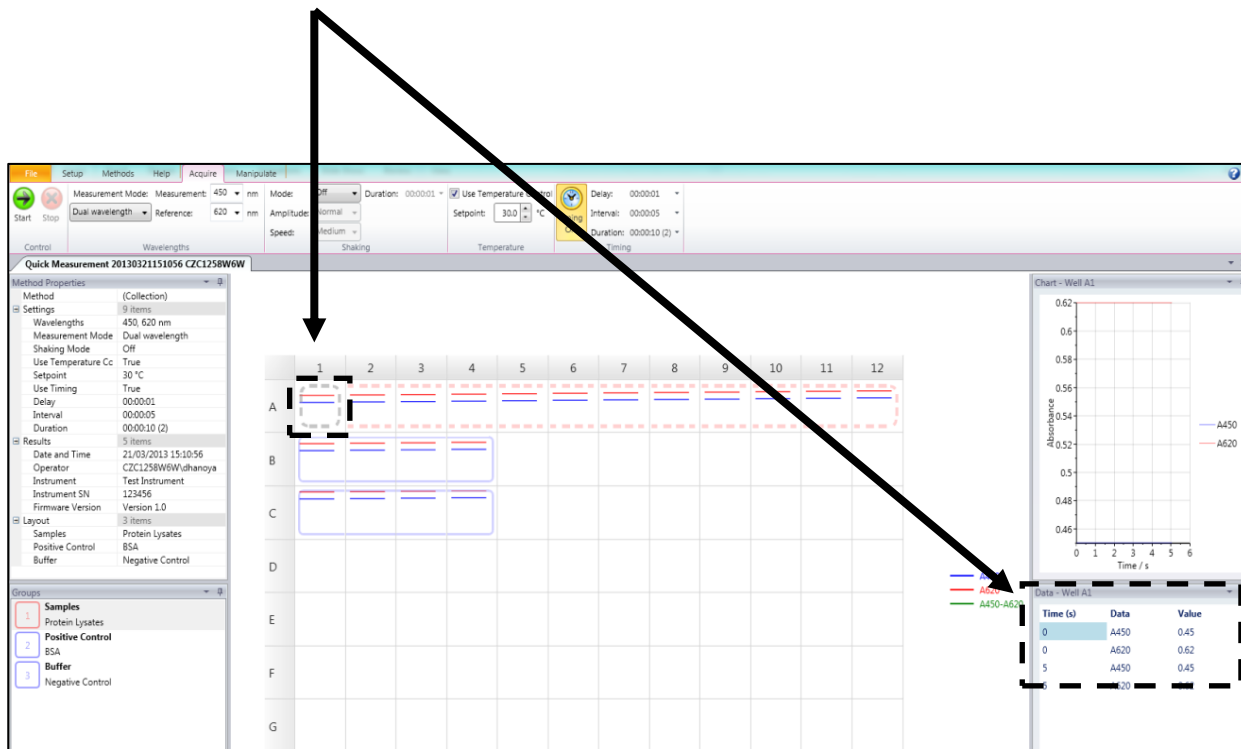 File Setup Methods Help Acquire Manipulate
Start Stop
Measurement Mode: Measurement: 450 nm
Dual wavelength Reference: 620 nm
Control Wavelengths
Mode: Off Duration: 00:00:01
Amplitude: Normal
Speed: Medium
Shaking
Use Temperature Control
Setpoint: 30.0 °C
Temperature
Delay: 00:00:01
Interval: 00:00:05
Duration: 00:00:10 (2)
Timing
Quick Measurement 20130321151056 CZC1258W6W
Method Properties
Method (Collection)
Settings 9 items
Wavelengths 450, 620 nm
Measurement Mode Dual wavelength
Shaking Mode Off
Use Temperature Cc True
Setpoint 30 °C
Use Timing True
Delay 00:00:01
Interval 00:00:05
Duration 00:00:10 (2)
Results 5 items
Date and Time 21/03/2013 15:10:56
Operator CZC1258W6W\dhanoya
Instrument Test Instrument
Instrument SN 123456
Firmware Version Version 1.0
Layout 3 items
Samples Protein Lysates
Positive Control BSA
Buffer Negative Control
Groups
1 Samples
Protein Lysates
2 Positive Control
BSA
3 Buffer
Negative Control
1 2 3 4 5 6 7 8 9 10 11 12
A
B
C
D
E
F
G
A620
A450-A620
Chart - Well A1
0.62
0.6
0.58
0.56
0.54
0.52
0.5
0.48
0.46
Absorbance
0 1 2 3 4 5 6
Time / s
A450
A620
Data - Well A1
Time (s) Data Value
0 A450 0.45
0 A620 0.62
5 A450 0.45
A620